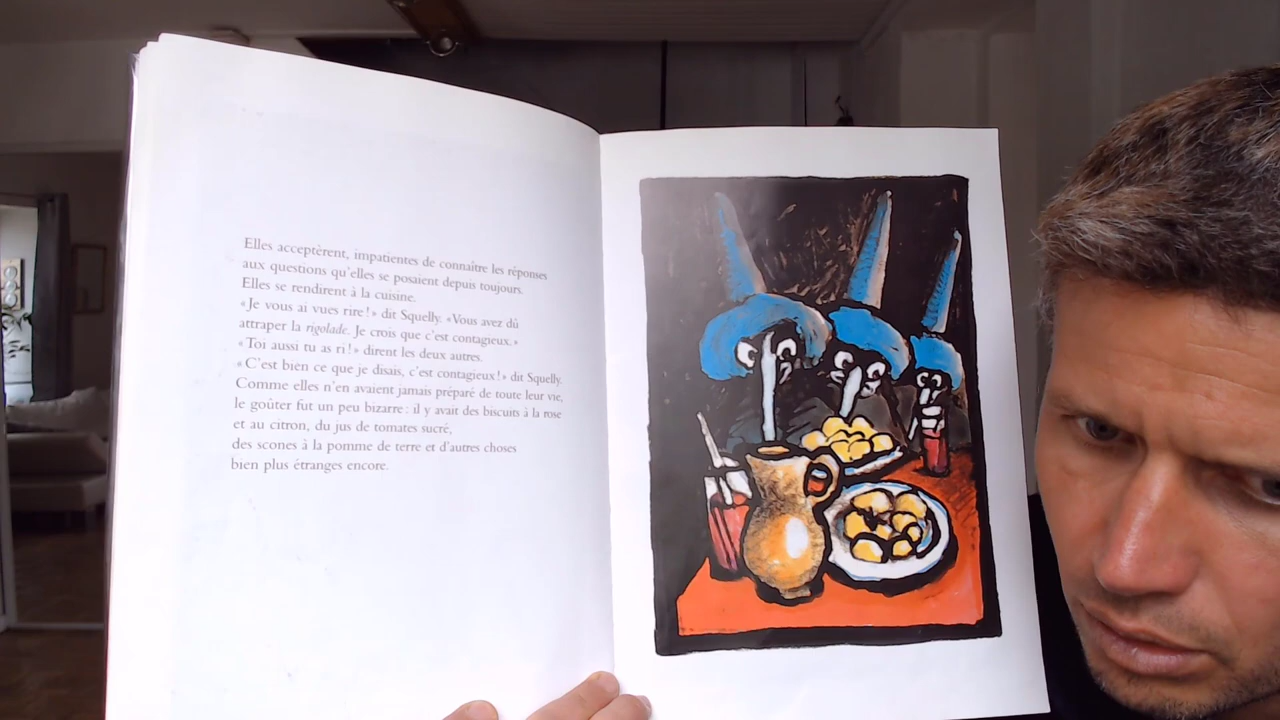 Elles acceptèrent, impatientes de connaître les réponses
aux questions qu'elles se posaient depuis toujours.
Elles se rendirent à la cuisine.
«Je vous ai vues rire!» dit Squelly. «Vous avez dû
attraper la rigolade. Je crois que c'est contagieux.»
«Toi aussi tu as ri!» dirent les deux autres.
«C'est bien ce que je disais, c'est contagieux!» dit Squelly.
Comme elles n'en avaient jamais préparé de toute leur vie,
le goûter fut un peu bizarre : il y avait des biscuits à la rose
et au citron, du jus de tomates sucré,
des scones à la pomme de terre et d'autres choses
bien plus étranges encore.